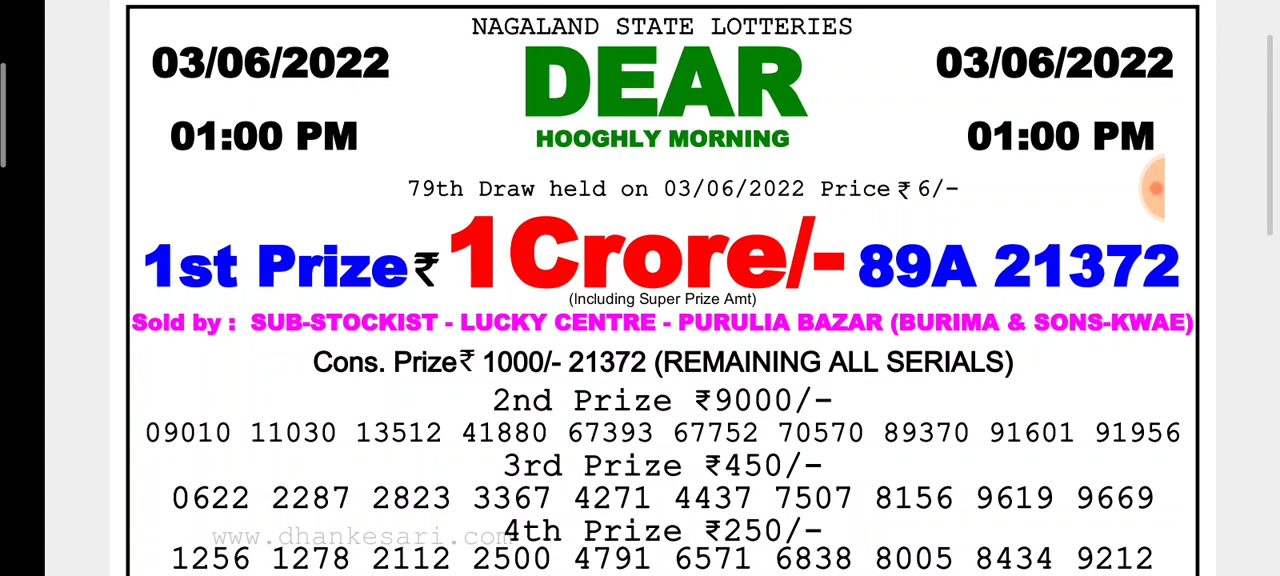 NAGALAND STATE LOTTERIES
03/06/2022 DEAR 03/06/2022
01:00 PM HOOGHLY MORNING 01:00 PM
79th Draw held on 03/06/2022 Price ₹ 6/-
1st Prize ₹ 1Crore/- 89A 21372
(Including Super Prize Amt)
Sold by : SUB-STOCKIST - LUCKY CENTRE - PURULIA BAZAR (BURIMA & SONS-KWAE)
Cons. Prize ₹ 1000/- 21372 (REMAINING ALL SERIALS)
2nd Prize ₹9000/-
09010 11030 13512 41880 67393 67752 70570 89370 91601 91956
3rd Prize ₹450/-
0622 2287 2823 3367 4271 4437 7507 8156 9619 9669
www.dhankesari.com
4th Prize ₹250/-
1256 1278 2112 2500 4791 6571 6838 8005 8434 9212